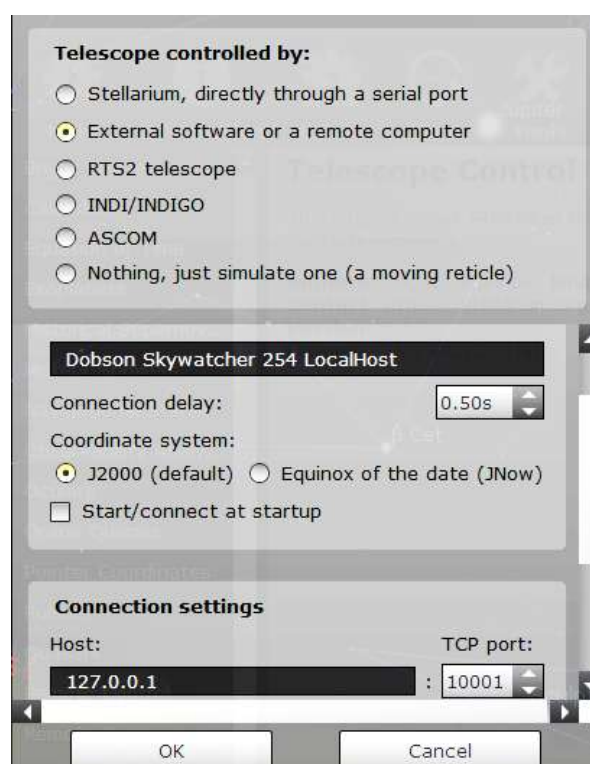 Telescope controlled by:
Stellarium, directly through a serial port
External software or a remote computer
RTS2 telescope
INDI/INDIGO
ASCOM
Nothing, just simulate one (a moving reticle)
Dobson Skywatcher 254 LocalHost
Connection delay: 0.50s
Coordinate system:
J2000 (default) Equinox of the date (JNow)
Start/connect at startup
Connection settings
Host: TCP port:
127.0.0.1 : 10001
OK Cancel